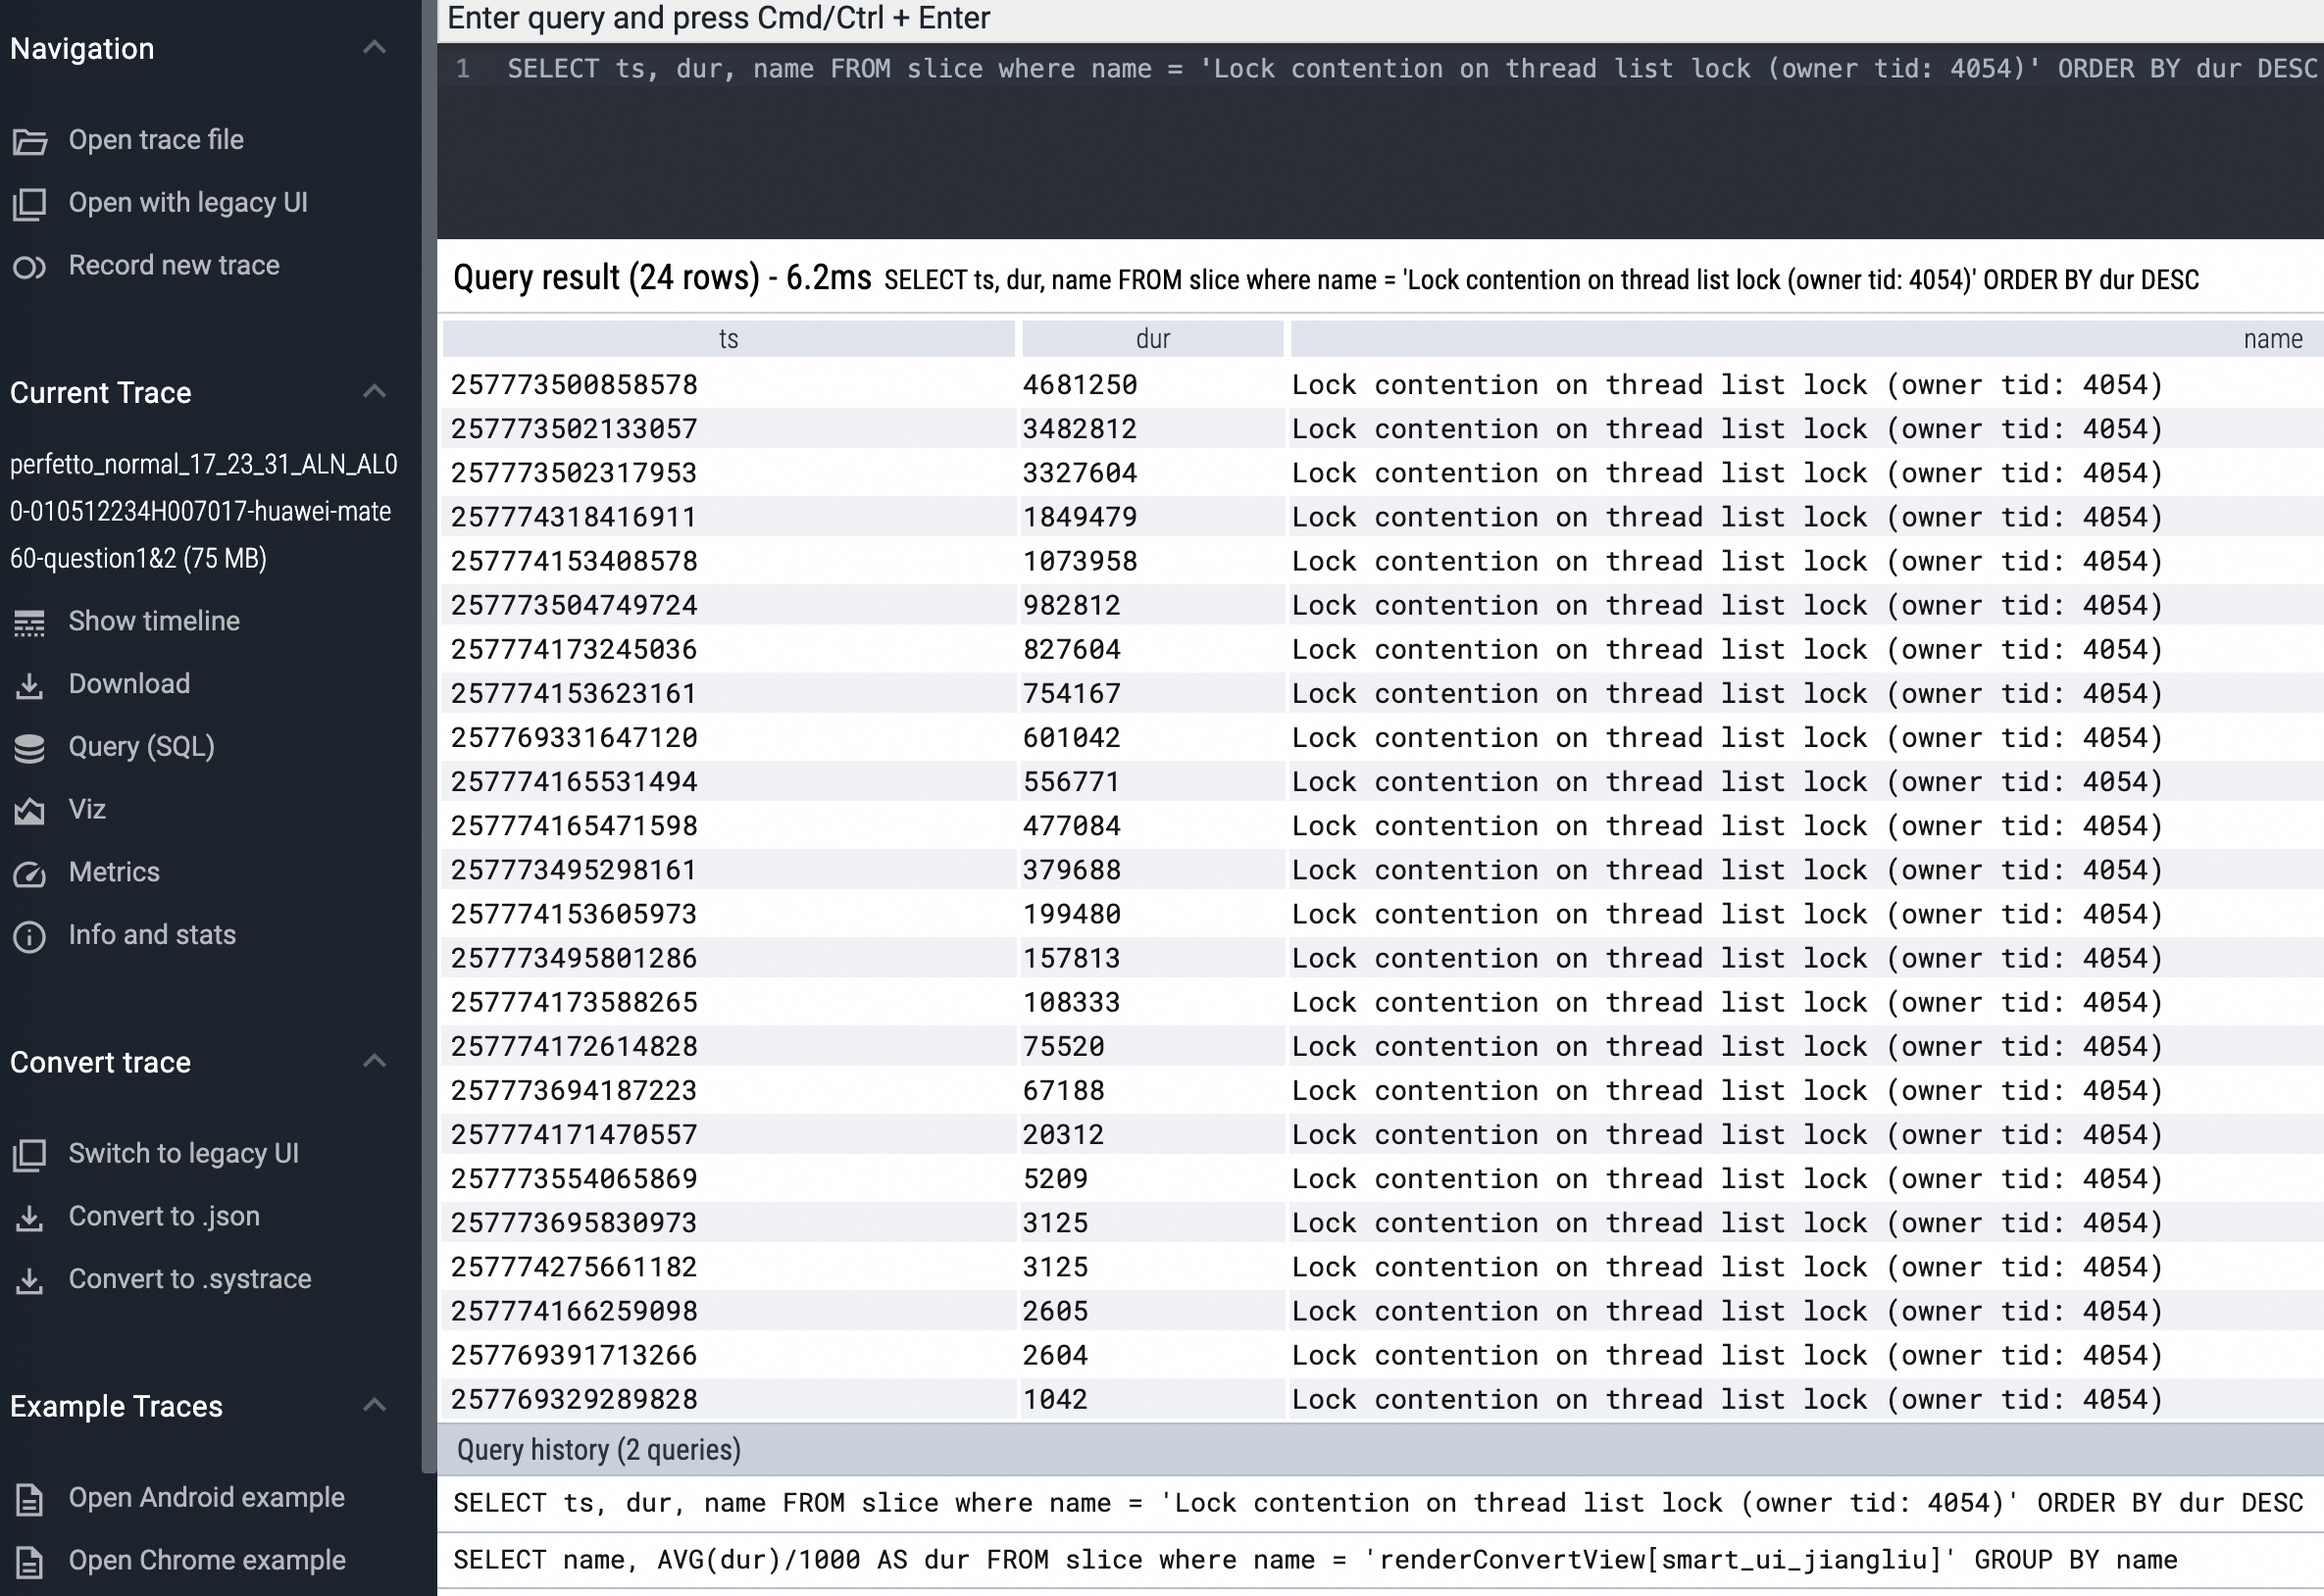 Navigation
Open trace file
Open with legacy UI
Record new trace
Current Trace
perfetto_normal_17_23_31_ALN_AL0
0-010512234H007017-huawei-mate
60-question1&2 (75 MB)
Show timeline
Download
Query (SQL)
Viz
Metrics
Info and stats
Convert trace
Switch to legacy UI
Convert to .json
Convert to .systrace
Example Traces
Open Android example
Open Chrome example
Enter query and press Cmd/Ctrl + Enter
1 SELECT ts, dur, name FROM slice where name = 'Lock contention on thread list lock (owner tid: 4054)' ORDER BY dur DESC
Query result (24 rows) - 6.2ms SELECT ts, dur, name FROM slice where name = 'Lock contention on thread list lock (owner tid: 4054)' ORDER BY dur DESC
ts dur name
257773500858578 4681250 Lock contention on thread list lock (owner tid: 4054)
257773502133057 3482812 Lock contention on thread list lock (owner tid: 4054)
257773502317953 3327604 Lock contention on thread list lock (owner tid: 4054)
257774318416911 1849479 Lock contention on thread list lock (owner tid: 4054)
257774153408578 1073958 Lock contention on thread list lock (owner tid: 4054)
257773504749724 982812 Lock contention on thread list lock (owner tid: 4054)
257774173245036 827604 Lock contention on thread list lock (owner tid: 4054)
257774153623161 754167 Lock contention on thread list lock (owner tid: 4054)
257769331647120 601042 Lock contention on thread list lock (owner tid: 4054)
257774165531494 556771 Lock contention on thread list lock (owner tid: 4054)
257774165471598 477084 Lock contention on thread list lock (owner tid: 4054)
257773495298161 379688 Lock contention on thread list lock (owner tid: 4054)
257774153605973 199480 Lock contention on thread list lock (owner tid: 4054)
257773495801286 157813 Lock contention on thread list lock (owner tid: 4054)
257774173588265 108333 Lock contention on thread list lock (owner tid: 4054)
257774172614828 75520 Lock contention on thread list lock (owner tid: 4054)
257773694187223 67188 Lock contention on thread list lock (owner tid: 4054)
257774171470557 20312 Lock contention on thread list lock (owner tid: 4054)
257773554065869 5209 Lock contention on thread list lock (owner tid: 4054)
257773695830973 3125 Lock contention on thread list lock (owner tid: 4054)
257774275661182 3125 Lock contention on thread list lock (owner tid: 4054)
257774166259098 2605 Lock contention on thread list lock (owner tid: 4054)
257769391713266 2604 Lock contention on thread list lock (owner tid: 4054)
257769329289828 1042 Lock contention on thread list lock (owner tid: 4054)
Query history (2 queries)
SELECT ts, dur, name FROM slice where name = 'Lock contention on thread list lock (owner tid: 4054)' ORDER BY dur DESC
SELECT name, AVG(dur)/1000 AS dur FROM slice where name = 'renderConvertView[smart_ui_jiangliu]' GROUP BY name